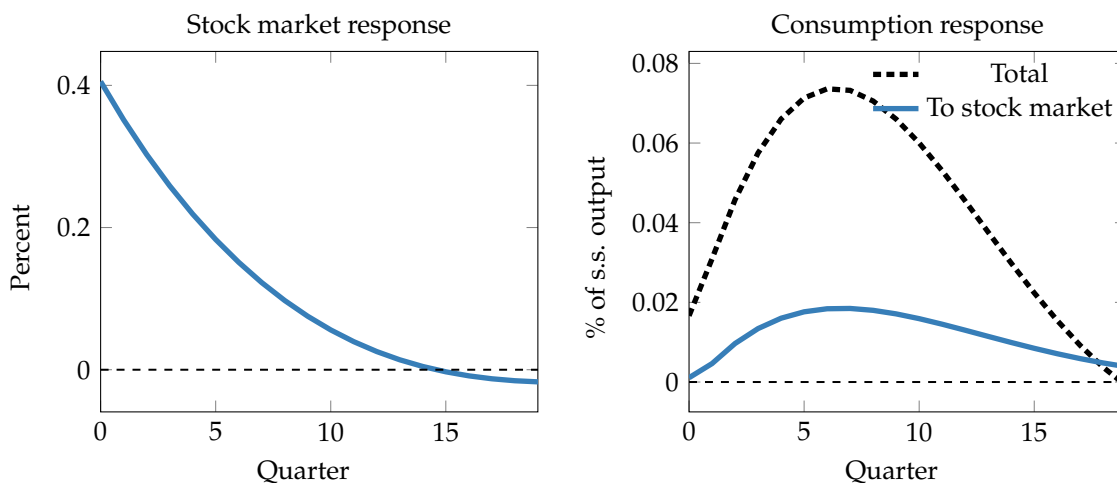 Stock market response
0.4
0.2
0
Percent
0
5
10
15
Quarter
Consumption response
0.08
0.06
0.04
0.02
0
% of s.s. output
Total
To stock market
0
5
10
15
Quarter